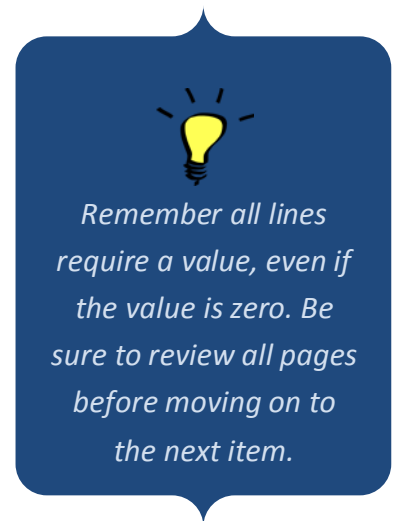 Remember all lines
require a value, even if
the value is zero. Be
sure to review all pages
before moving on to
the next item.